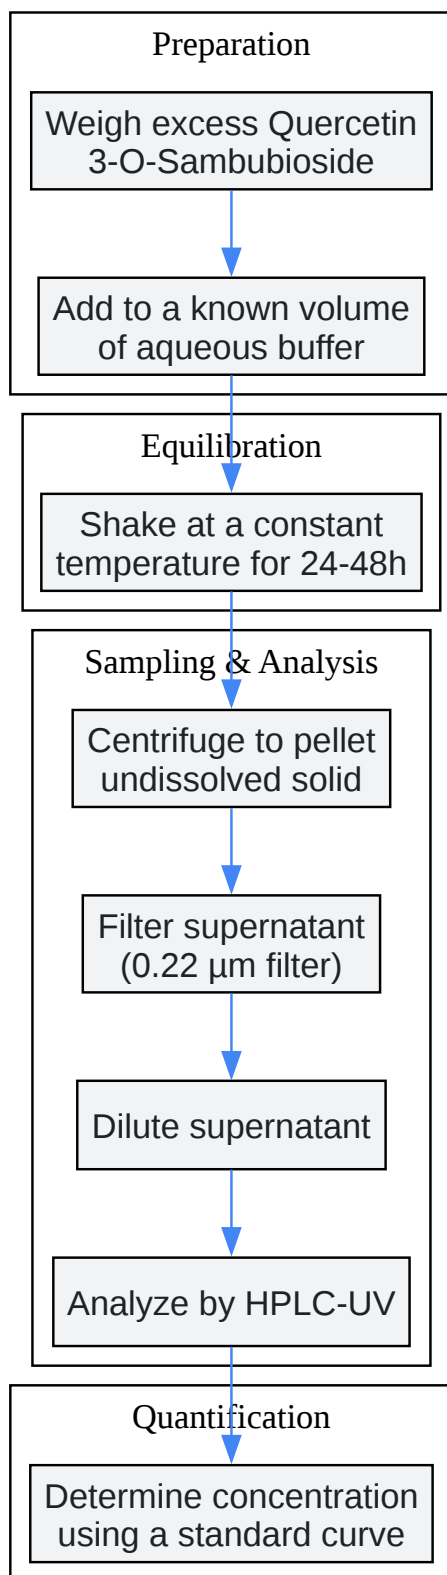 Preparation
Weigh excess Quercetin
3-O-Sambubioside
Add to a known volume
of aqueous buffer
Equilibration
Shake at a constant
temperature for 24-48h
Sampling & Analysis
Centrifuge to pellet
undissolved solid
Filter supernatant
(0.22 µm filter)
Dilute supernatant
Analyze by HPLC-UV
Quantification
Determine concentration
using a standard curve